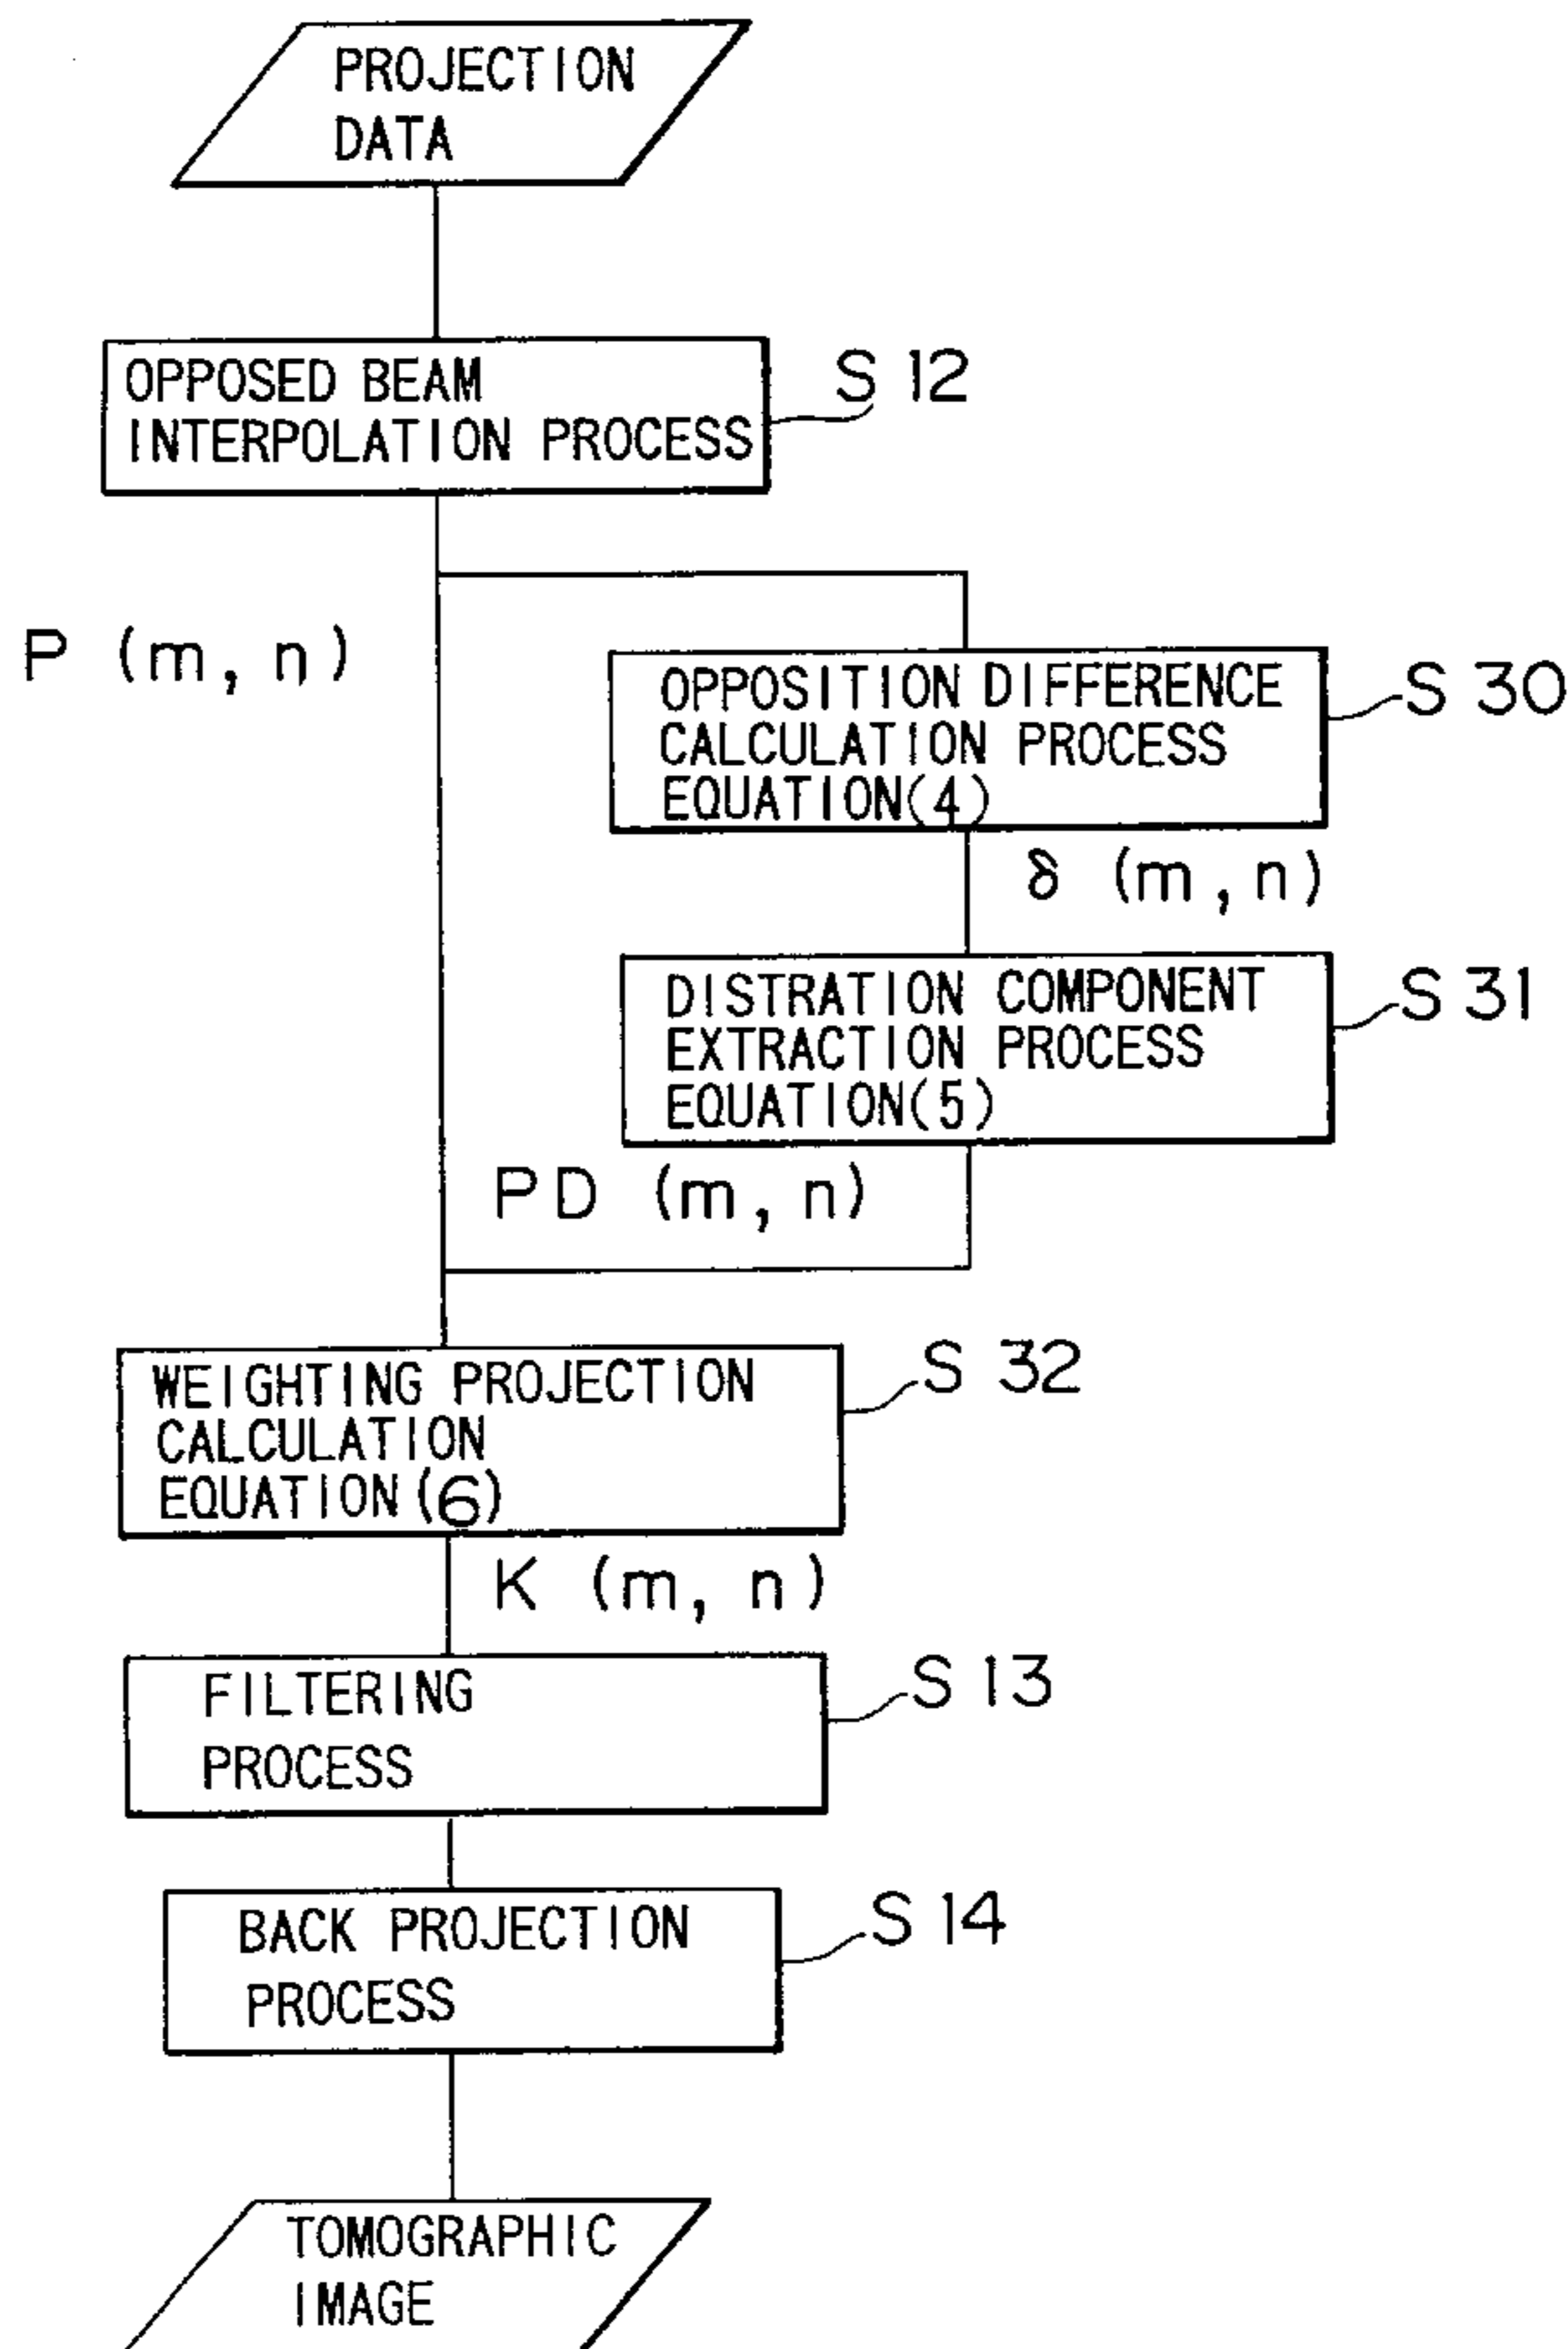 PROJECTION
DATA
OPPOSED BEAM
INTERPOLATION PROCESS
S 12
P (m, n)
OPPOSITION DIFFERENCE
CALCULATION PROCESS
EQUATION(4)
S 30
δ (m, n)
DISTRATION COMPONENT
EXTRACTION PROCESS
EQUATION(5)
S 31
PD (m, n)
WEIGHTING PROJECTION
CALCULATION
EQUATION(6)
S 32
K (m, n)
FILTERING
PROCESS
S 13
BACK PROJECTION
PROCESS
S 14
TOMOGRAPHIC
IMAGE